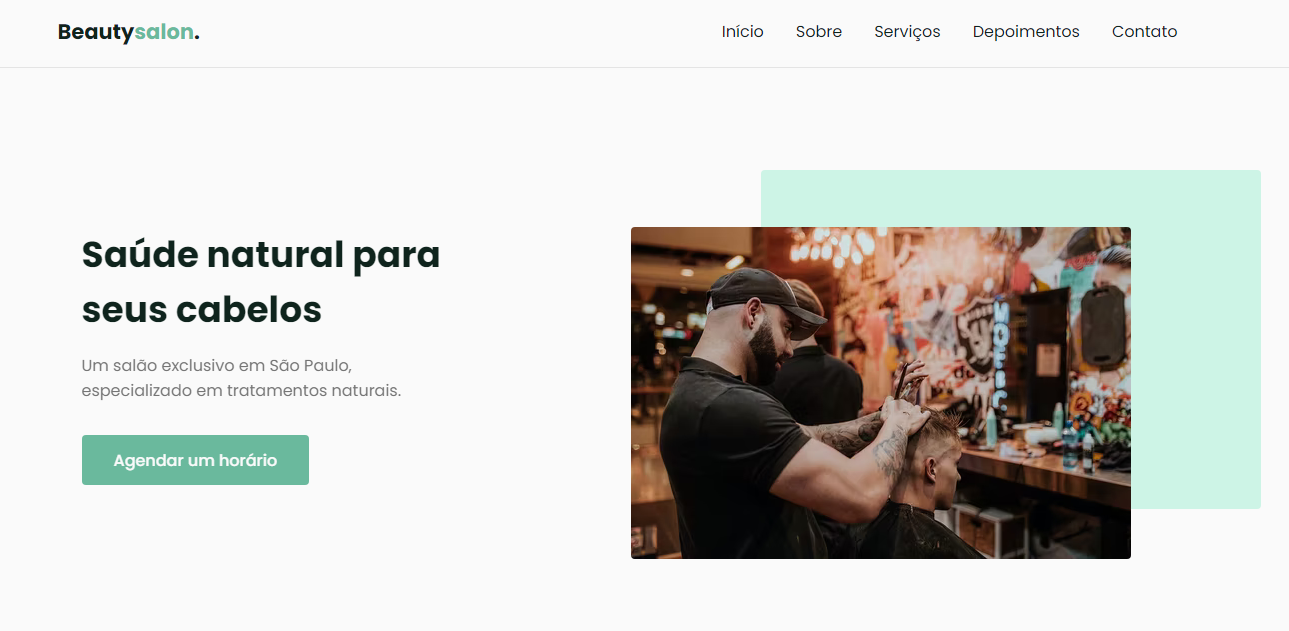 Beautysalon.
Início Sobre Serviços Depoimentos Contato
Saúde natural para
seus cabelos
Um salão exclusivo em São Paulo,
especializado em tratamentos naturais.
Agendar um horário